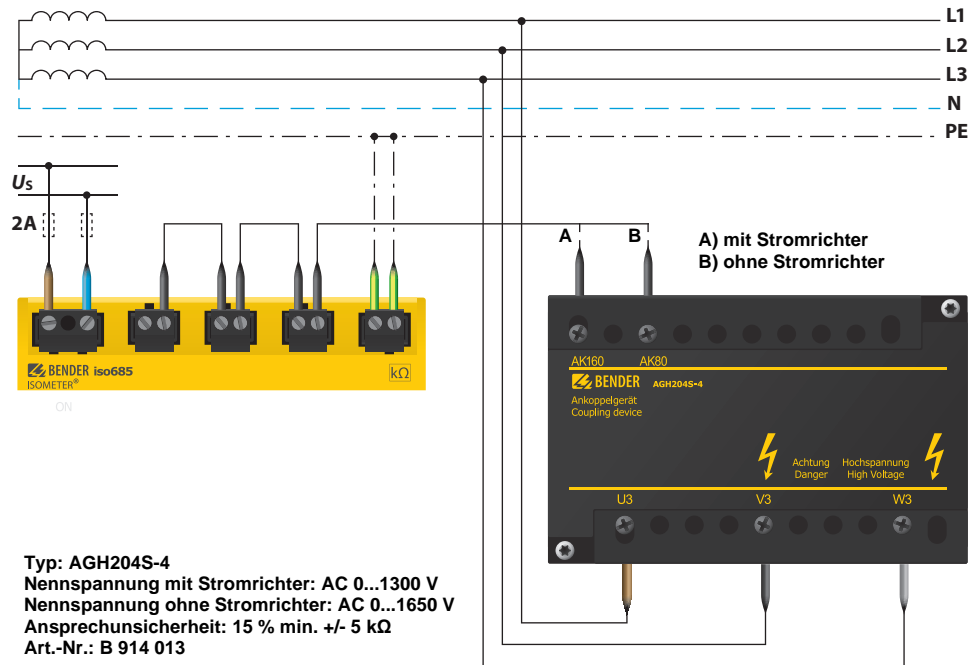 L1
L2
L3
N
PE
Us
2A
A
B
A) mit Stromrichter
B) ohne Stromrichter
BENDER iso685
ISOMETER®
kΩ
ON
AK160 AK80
BENDER AGH204S-4
Ankoppelgerät
Coupling device
Achtung Hochspannung
Danger High Voltage
U3 V3 W3
Typ: AGH204S-4
Nennspannung mit Stromrichter: AC 0...1300 V
Nennspannung ohne Stromrichter: AC 0...1650 V
Ansprechunsicherheit: 15 % min. +/- 5 kΩ
Art.-Nr.: B 914 013